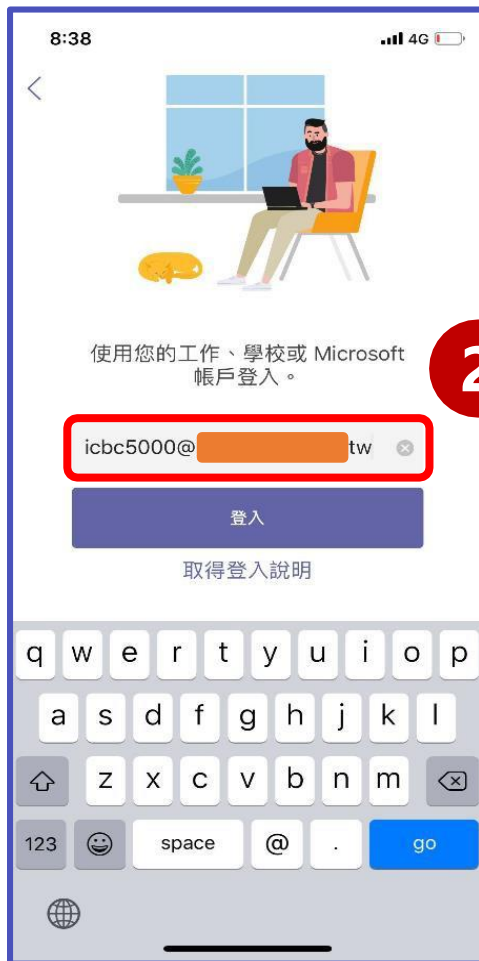 8:38
4G
使用您的工作、學校或 Microsoft
帳戶登入。
2
icbc5000@ tw
登入
取得登入說明
q w e r t y u i o p
a s d f g h j k l
z x c v b n m
123 space @ . go